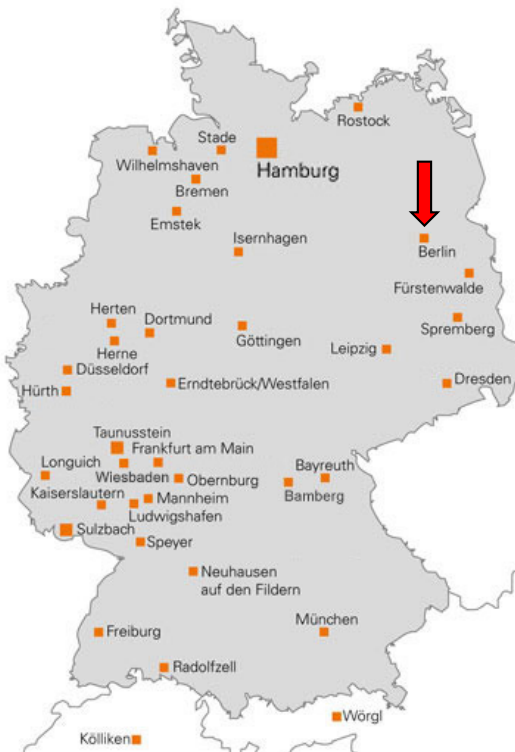 Rostock
Stade
Wilhelmshaven
Hamburg
Bremen
Emstek
Isernhagen
Berlin
Fürstenwalde
Herten
Dortmund
Spremberg
Göttingen
Herne
Leipzig
Düsseldorf
Hürth
Erndtebrück/Westfalen
Dresden
Taunusstein
Frankfurt am Main
Longuich
Wiesbaden
Obernburg
Bayreuth
Bamberg
Kaiserslautern
Mannheim
Ludwigshafen
Sulzbach
Speyer
Neuhausen
auf den Fildern
München
Freiburg
Radolfzell
Wörgl
Kölliken